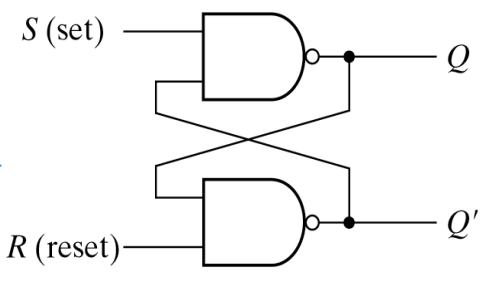 S (set)
Q
R (reset)
Q′